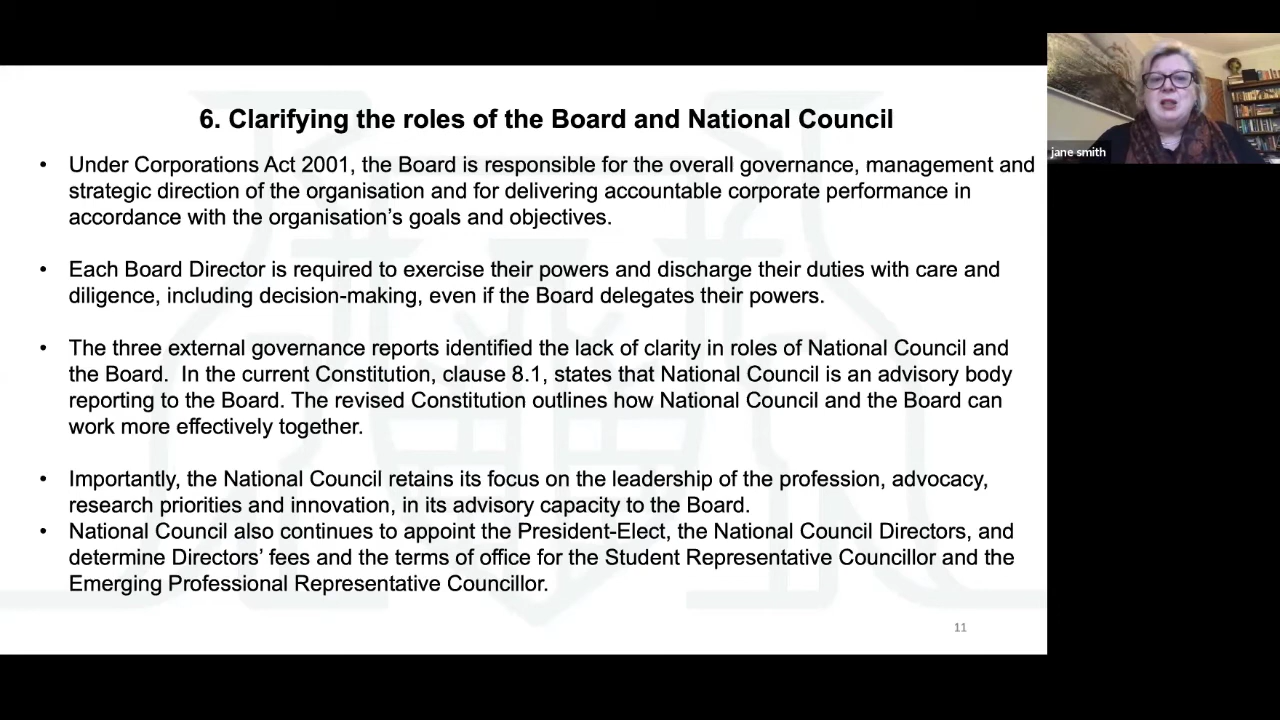 6. Clarifying the roles of the Board and National Council
• Under Corporations Act 2001, the Board is responsible for the overall governance, management and
strategic direction of the organisation and for delivering accountable corporate performance in
accordance with the organisation's goals and objectives.
• Each Board Director is required to exercise their powers and discharge their duties with care and
diligence, including decision-making, even if the Board delegates their powers.
• The three external governance reports identified the lack of clarity in roles of National Council and
the Board. In the current Constitution, clause 8.1, states that National Council is an advisory body
reporting to the Board. The revised Constitution outlines how National Council and the Board can
work more effectively together.
• Importantly, the National Council retains its focus on the leadership of the profession, advocacy,
research priorities and innovation, in its advisory capacity to the Board.
• National Council also continues to appoint the President-Elect, the National Council Directors, and
determine Directors' fees and the terms of office for the Student Representative Councillor and the
Emerging Professional Representative Councillor.
11
jane smith